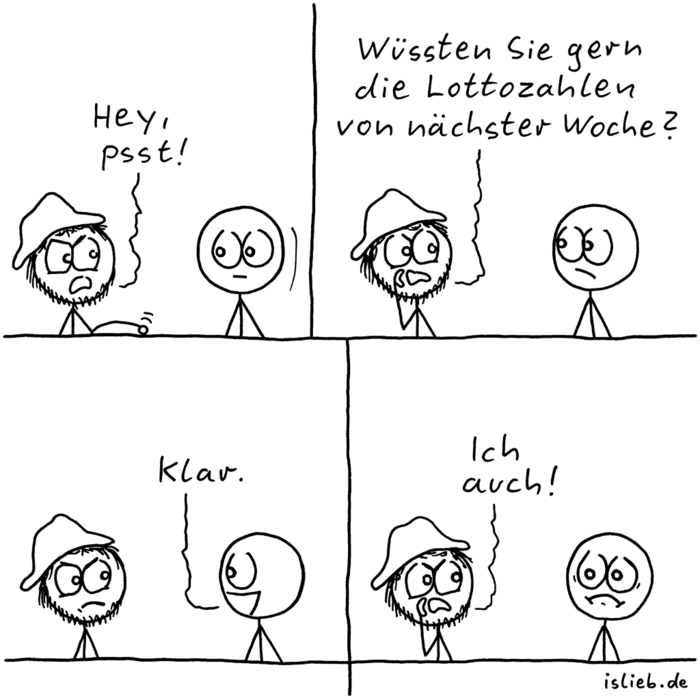 Hey,
psst!
Wüssten Sie gern
die Lottozahlen
von nächster Woche?
Klar.
Ich
auch!
islieb.de